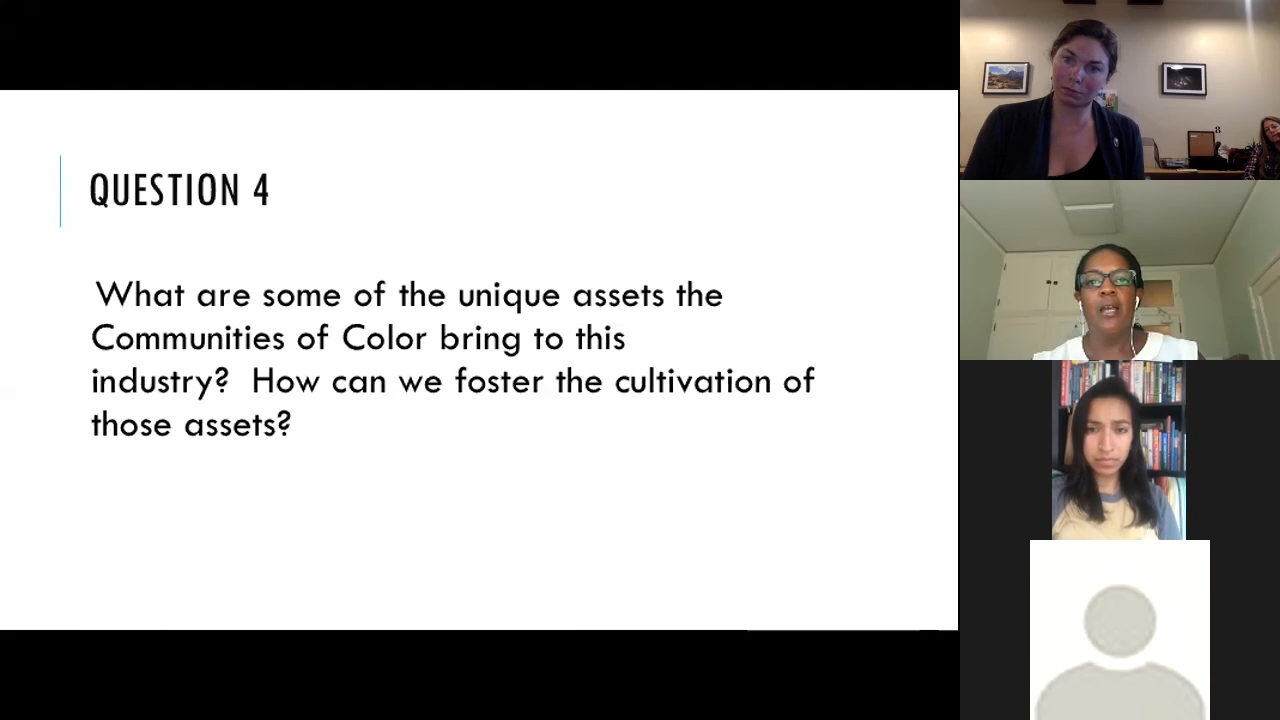 QUESTION 4
What are some of the unique assets the
Communities of Color bring to this
industry?  How can we foster the cultivation of
those assets?